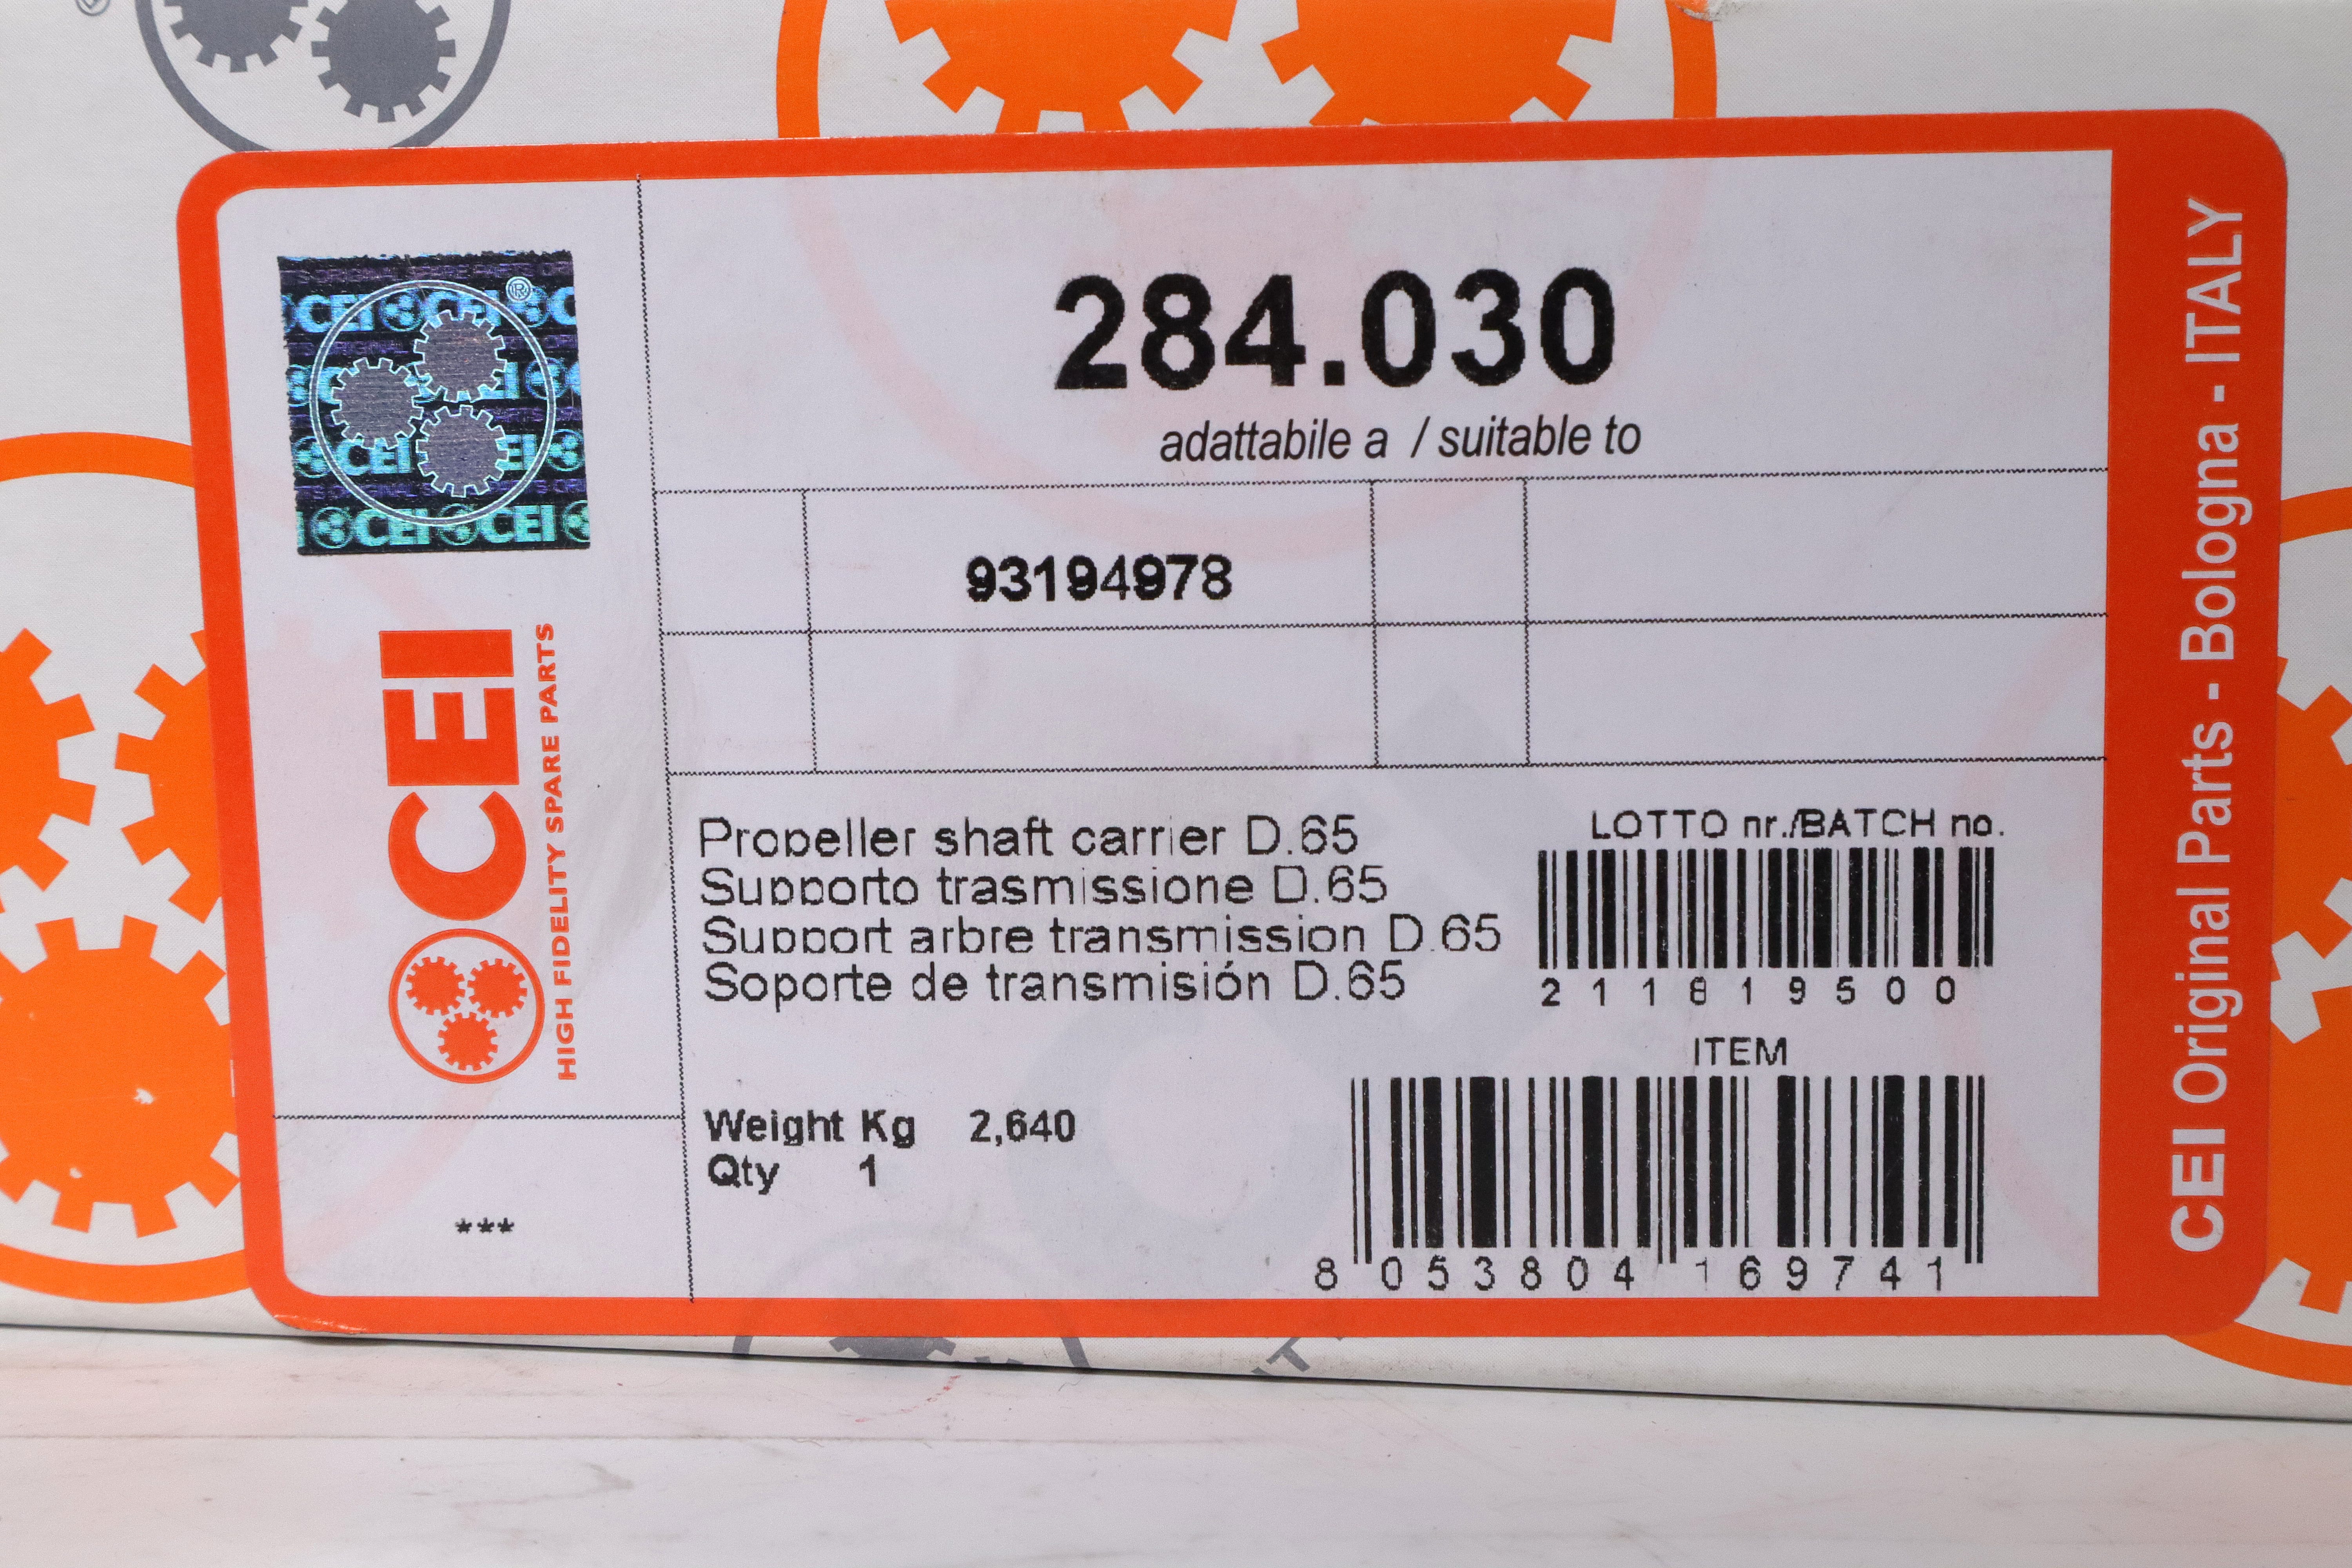 284.030
adattabile a / suitable to
93194978
CEI
HIGH FIDELITY SPARE PARTS
Propeller shaft carrier D.65
Supporto trasmissione D.65
Support arbre transmission D.65
Soporte de transmisión D.65
LOTTO nr./BATCH no.
211819500
ITEM
8 053804 169741
Weight Kg 2,640
Qty 1
***
CEI Original Parts - Bologna - ITALY